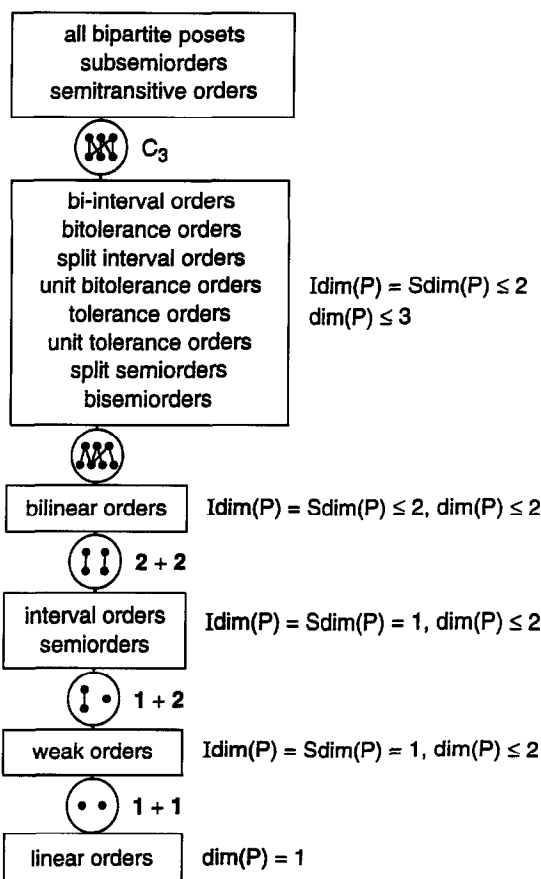 all bipartite posets
subsemiorders
semitransitive orders
C₃
bi-interval orders
bitolerance orders
split interval orders
unit bitolerance orders
tolerance orders
unit tolerance orders
split semiorders
bisemiorders
Idim(P) = Sdim(P) ≤ 2
dim(P) ≤ 3
bilinear orders
Idim(P) = Sdim(P) ≤ 2, dim(P) ≤ 2
2 + 2
interval orders
semiorders
Idim(P) = Sdim(P) = 1, dim(P) ≤ 2
1 + 2
weak orders
Idim(P) = Sdim(P) = 1, dim(P) ≤ 2
1 + 1
linear orders
dim(P) = 1